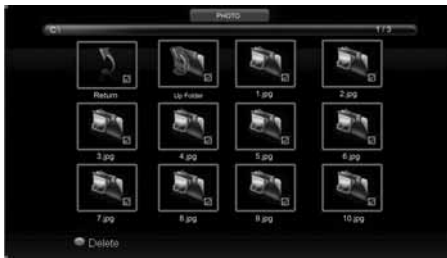 PHOTO
C:\ 1/3
Return Up Folder 1.jpg 2.jpg
3.jpg 4.jpg 5.jpg 6.jpg
7.jpg 8.jpg 9.jpg 10.jpg
Delete